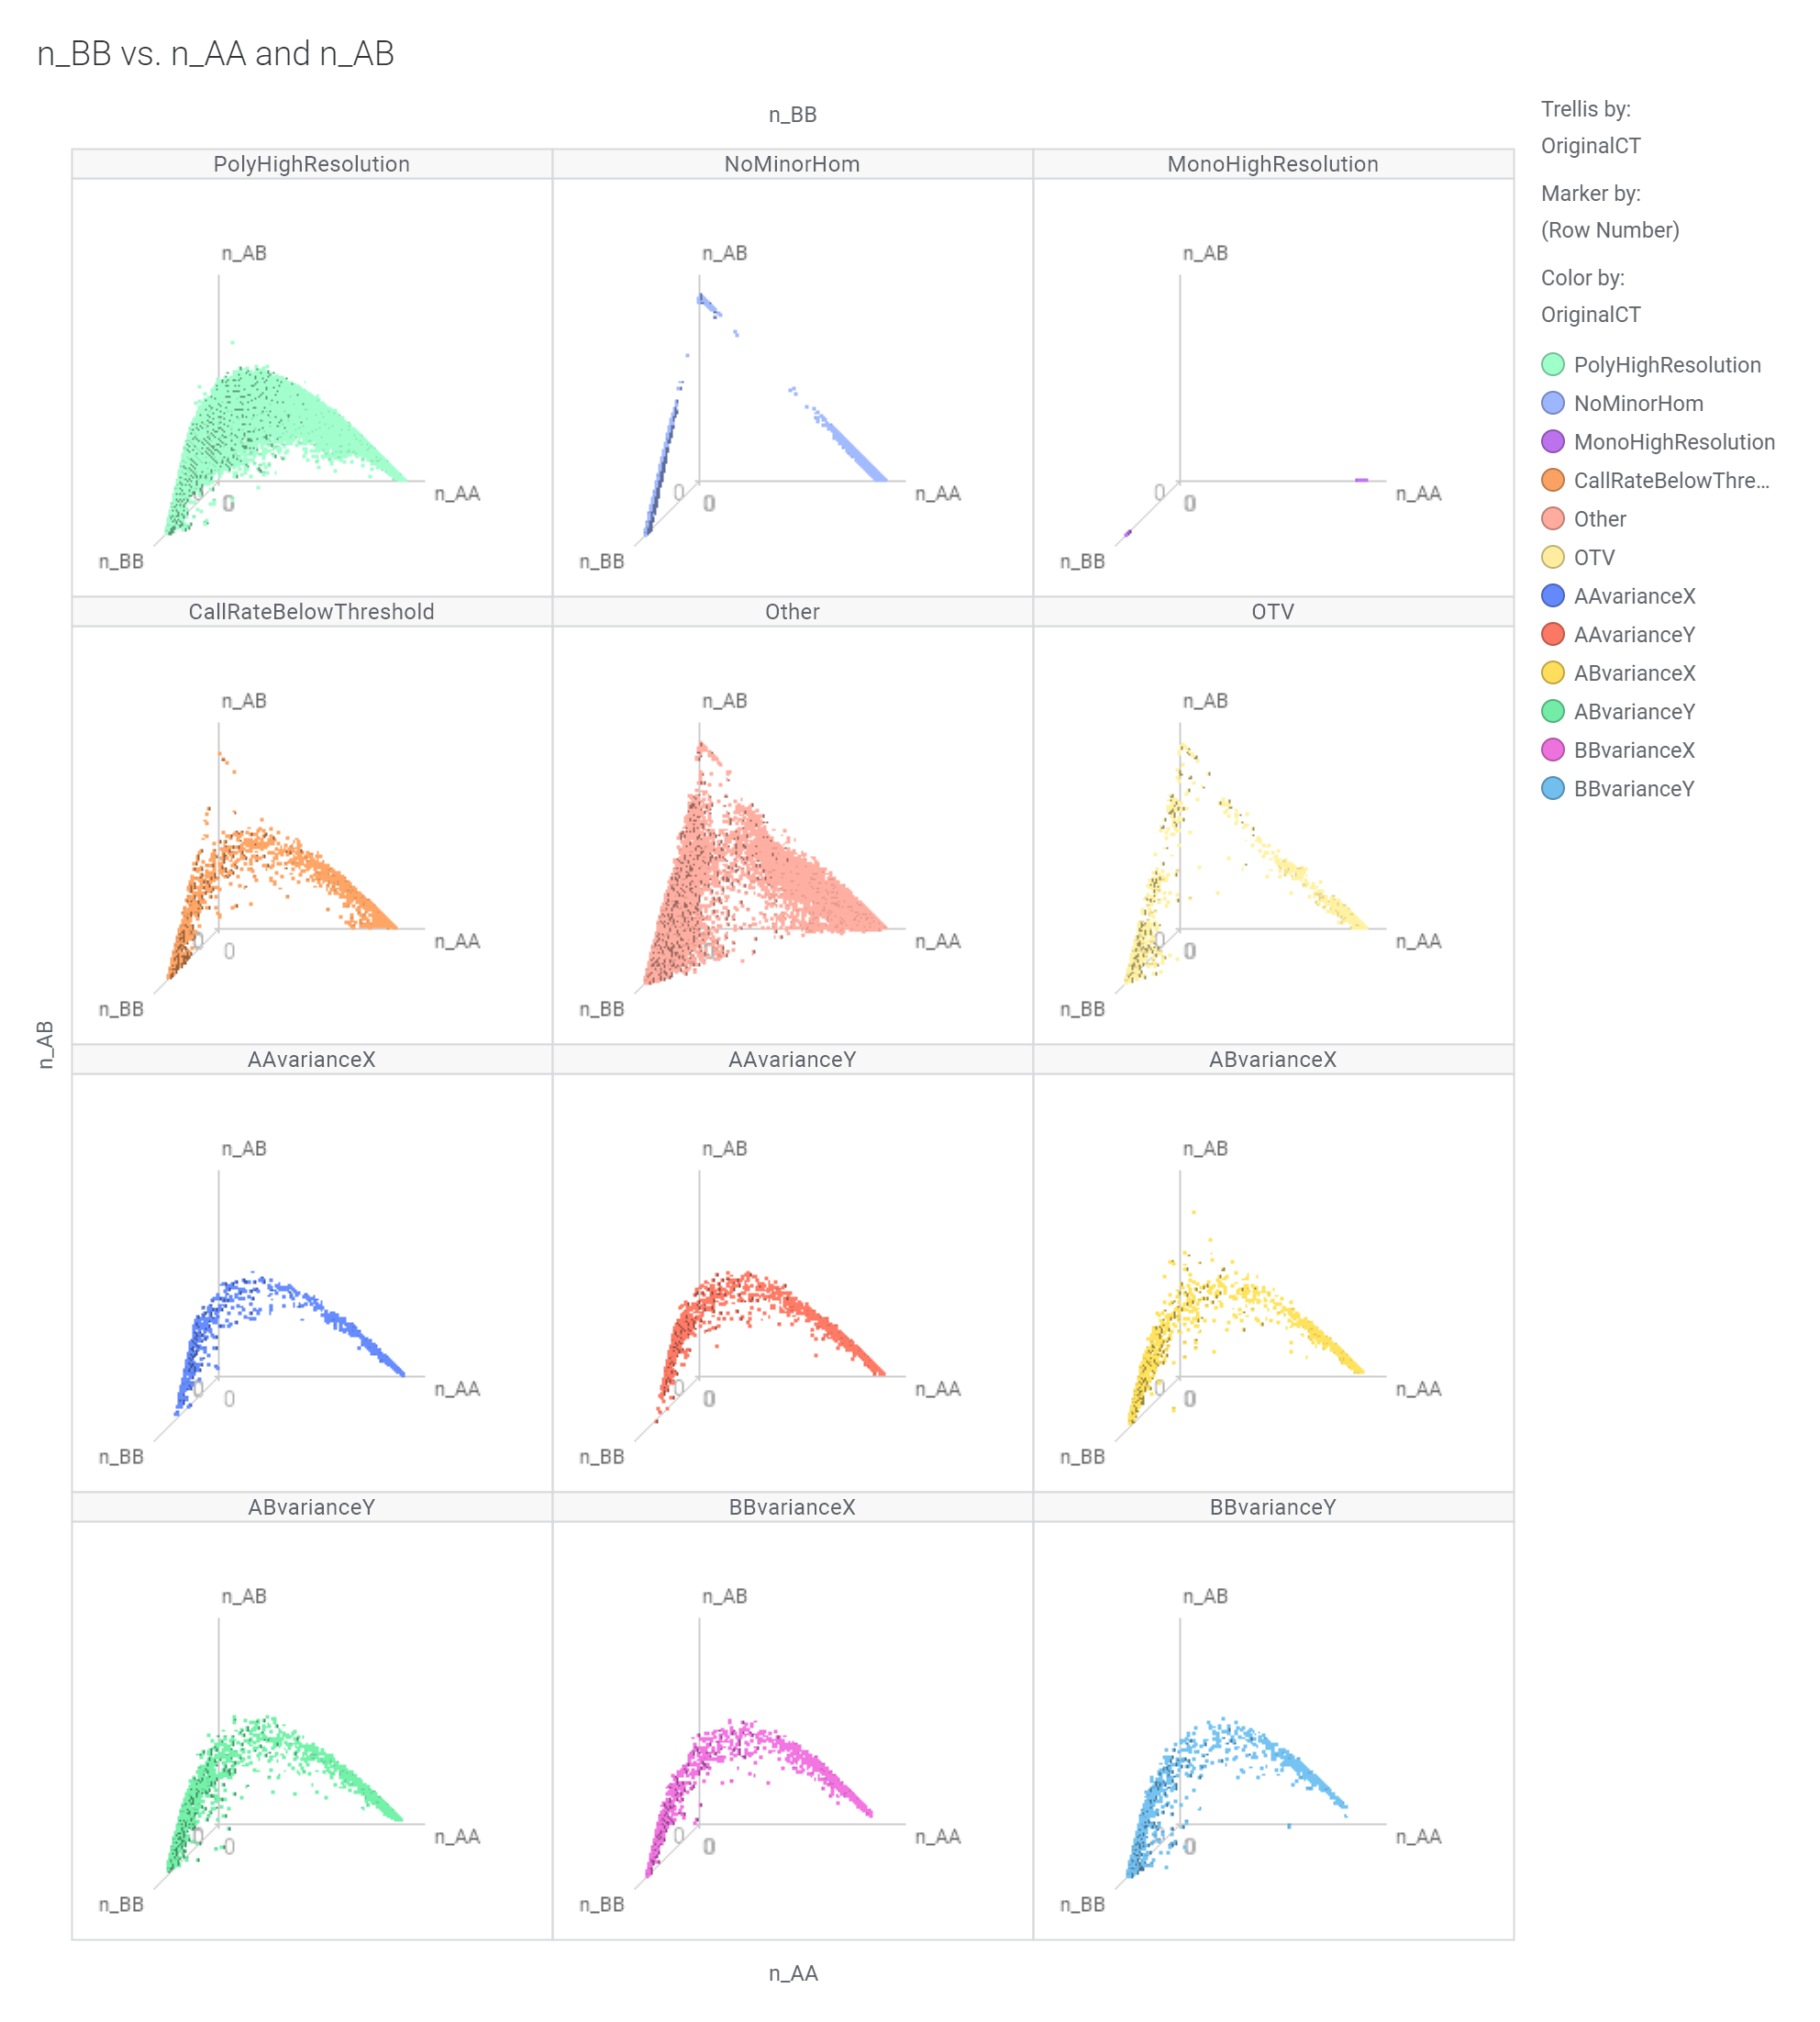 n_BB vs. n_AA and n_AB
n_BB
PolyHighResolution
NoMinorHom
MonoHighResolution
n_AB
n_AB
n_AB
0
0
n_AA
0
0
n_AA
0
0
n_AA
n_BB
n_BB
n_BB
CallRateBelowThreshold
Other
OTV
n_AB
n_AB
n_AB
0
0
n_AA
0
n_AA
0
0
n_AA
n_BB
n_BB
n_BB
n_AB
AAvarianceX
AAvarianceY
ABvarianceX
n_AB
n_AB
n_AB
0
0
n_AA
0
0
n_AA
0
0
n_AA
n_BB
n_BB
n_BB
ABvarianceY
BBvarianceX
BBvarianceY
n_AB
n_AB
n_AB
0
0
n_AA
0
0
n_AA
0
n_AA
n_BB
n_BB
n_BB
n_AA
Trellis by:
OriginalCT
Marker by:
(Row Number)
Color by:
OriginalCT
PolyHighResolution
NoMinorHom
MonoHighResolution
CallRateBelowThre...
Other
OTV
AAvarianceX
AAvarianceY
ABvarianceX
ABvarianceY
BBvarianceX
BBvarianceY